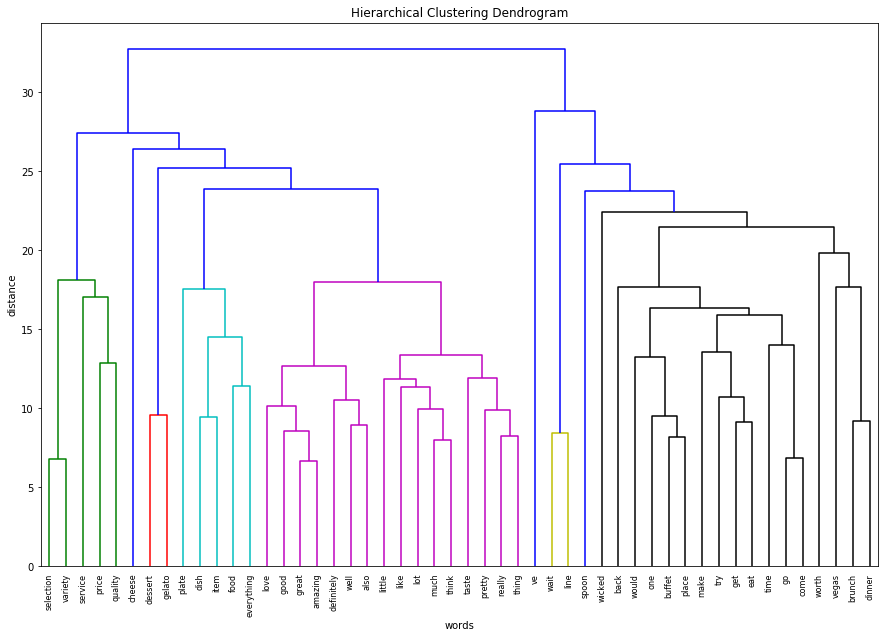 Hierarchical Clustering Dendrogram
distance
30
25
20
15
10
5
0
selection
variety
service
price
quality
cheese
dessert
gelato
plate
dish
item
food
everything
love
good
great
amazing
definitely
well
also
little
like
lot
much
think
taste
pretty
really
thing
ve
wait
line
spoon
wicked
back
would
one
buffet
place
make
try
get
eat
time
go
come
worth
vegas
brunch
dinner
words